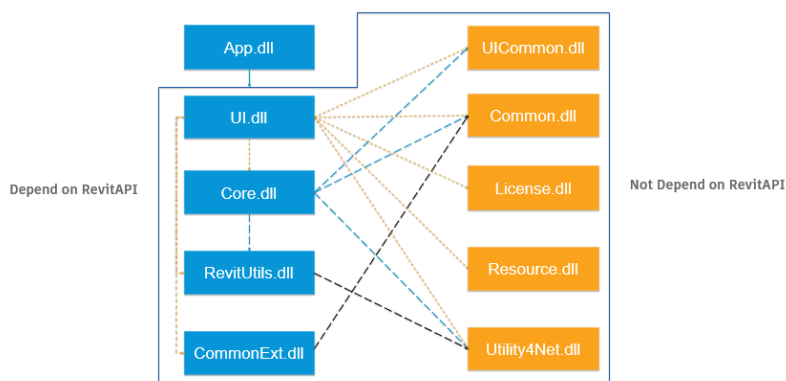 App.dll
UICommon.dll
UI.dll
Common.dll
Depend on RevitAPI
Core.dll
License.dll
Not Depend on RevitAPI
RevitUtils.dll
Resource.dll
CommonExt.dll
Utility4Net.dll